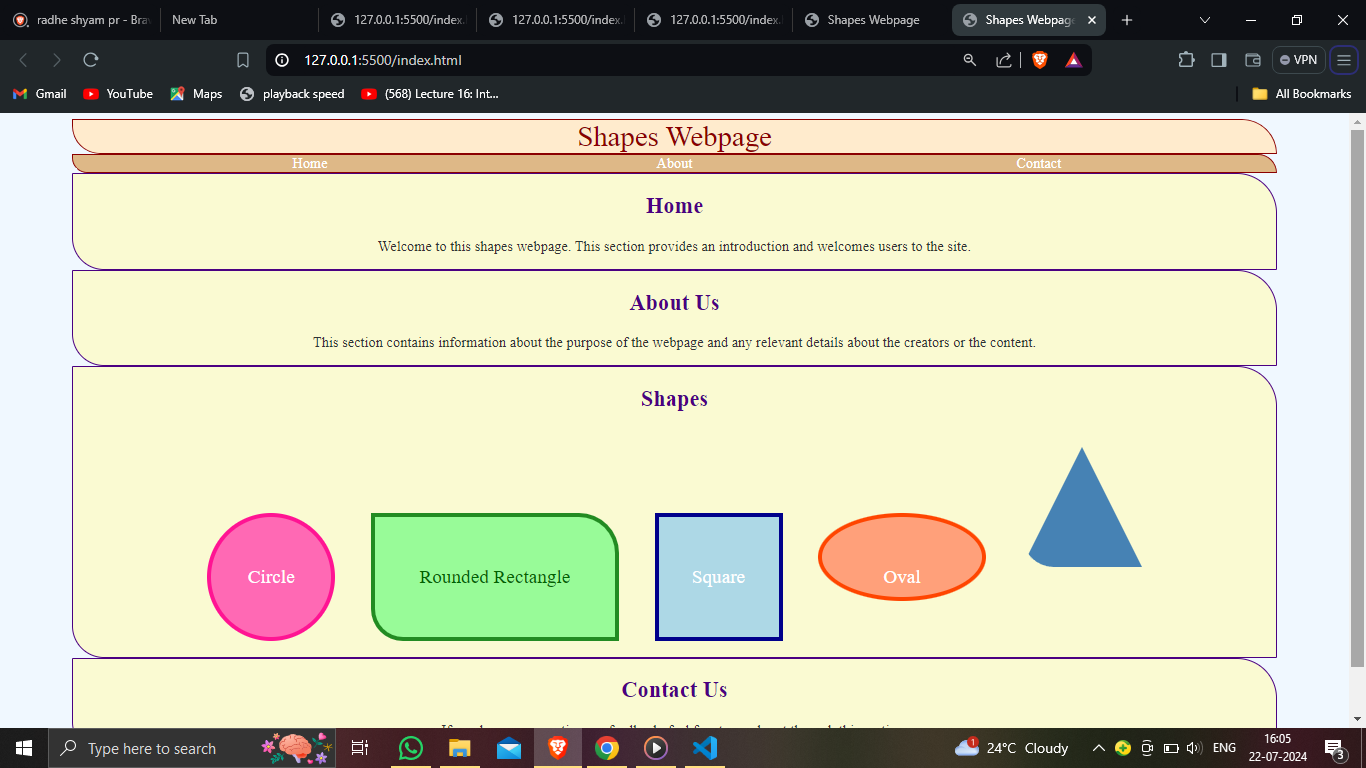 radhe shyam pr - Brav
New Tab
127.0.0.1:5500/index.
127.0.0.1:5500/index.
127.0.0.1:5500/index.
Shapes Webpage
Shapes Webpage
127.0.0.1:5500/index.html
VPN
Gmail
YouTube
Maps
playback speed
(568) Lecture 16: Int...
All Bookmarks
Shapes Webpage
Home
About
Contact
Home
Welcome to this shapes webpage. This section provides an introduction and welcomes users to the site.
About Us
This section contains information about the purpose of the webpage and any relevant details about the creators or the content.
Shapes
Circle
Rounded Rectangle
Square
Oval
Contact Us
Type here to search
1
24°C Cloudy
ENG
16:05
22-07-2024
3